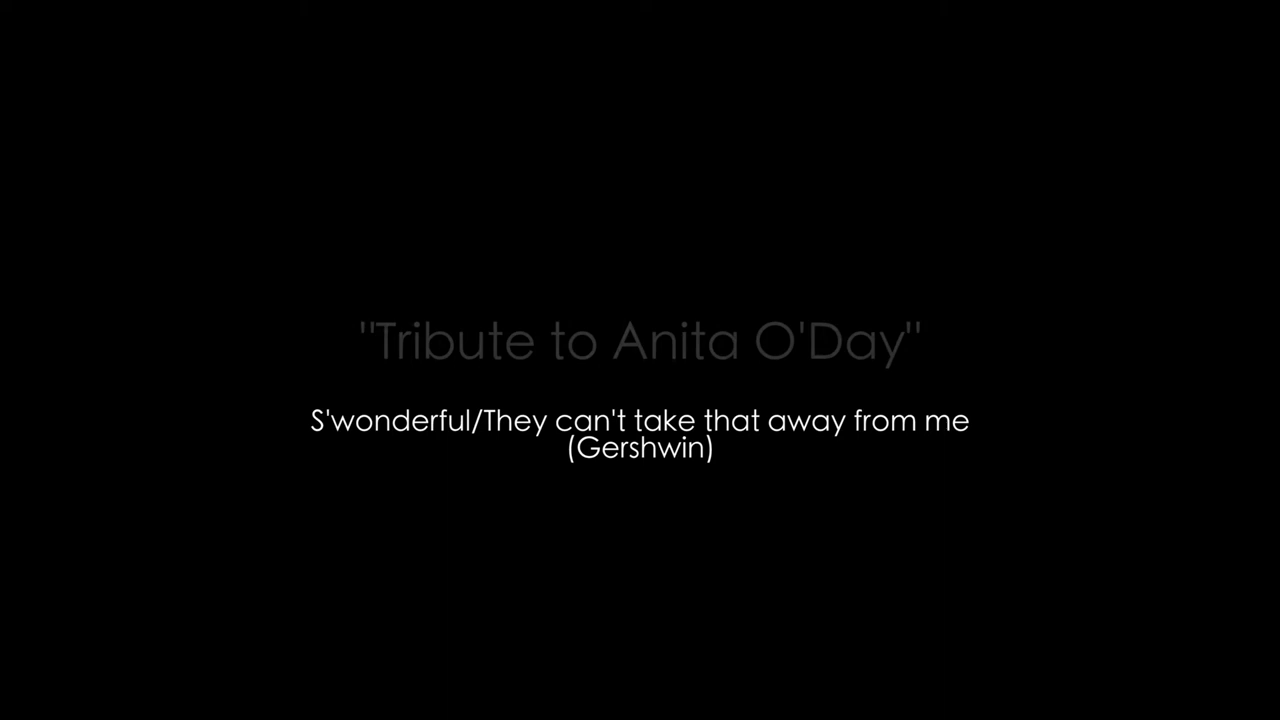 "Tribute to Anita O'Day"
S'wonderful/They can't take that away from me
(Gershwin)